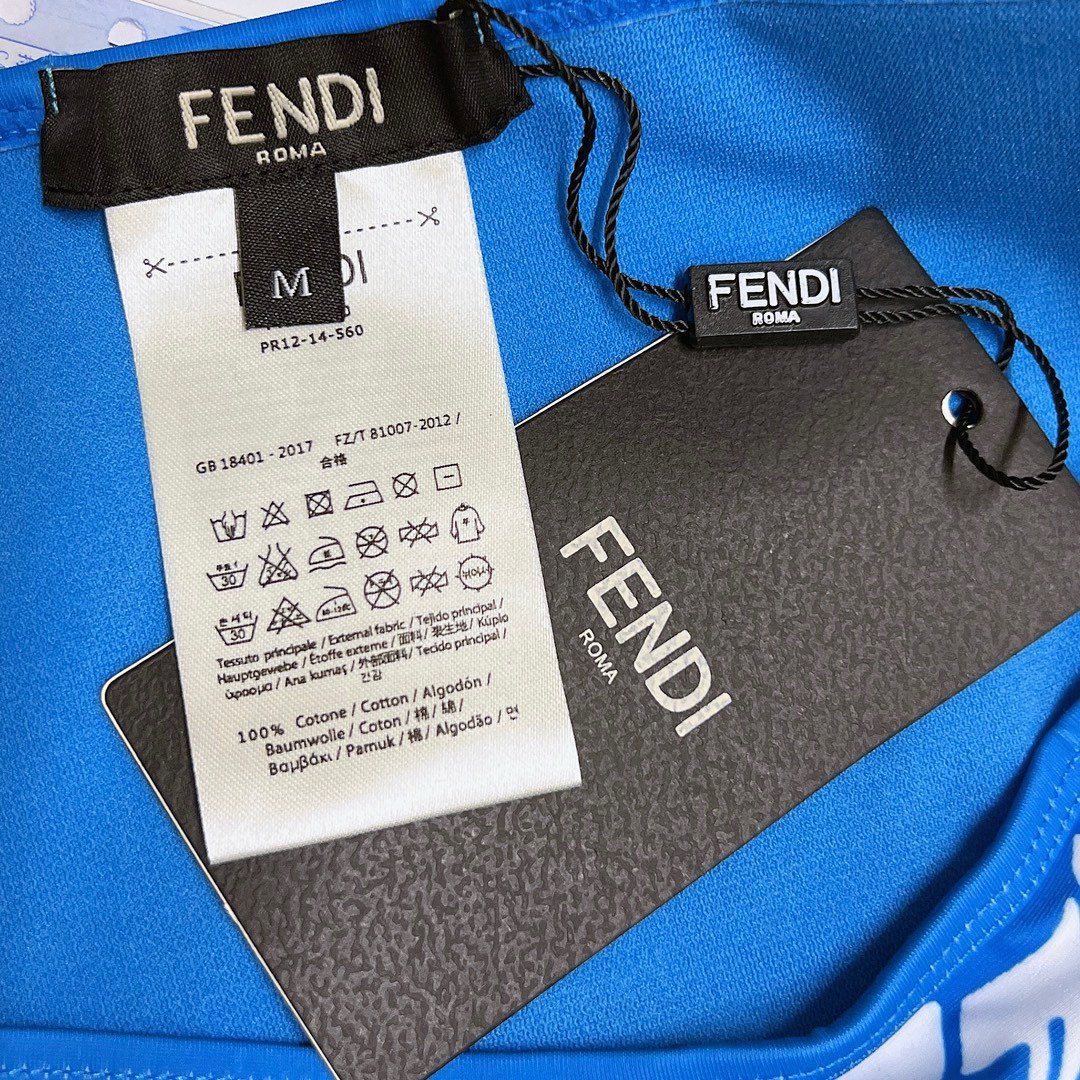 FENDI
ROMA
M
PR12-14-560
GB 18401 - 2017 FZ/T 81007-2012 /
合格
30
30
Tessuto principale / External fabric / Tejido principal /
Hauptgewebe / Étoffe externe / 面料 / 表生地 / Kúplo
ύφασμα / Ana kumaş / 外部面料 / Tecido principal /
겉감
100% Cotone / Cotton / Algodón /
Baumwolle / Coton / 棉 / 綿 /
Βαμβάκι / Pamuk / 棉 / Algodão / 면
FENDI
ROMA
FENDI
ROMA